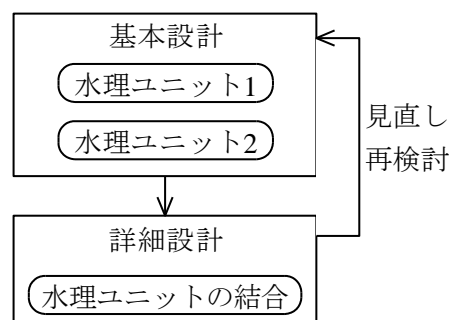 基本設計
水理ユニット1
水理ユニット2
見直し
再検討
詳細設計
水理ユニットの結合